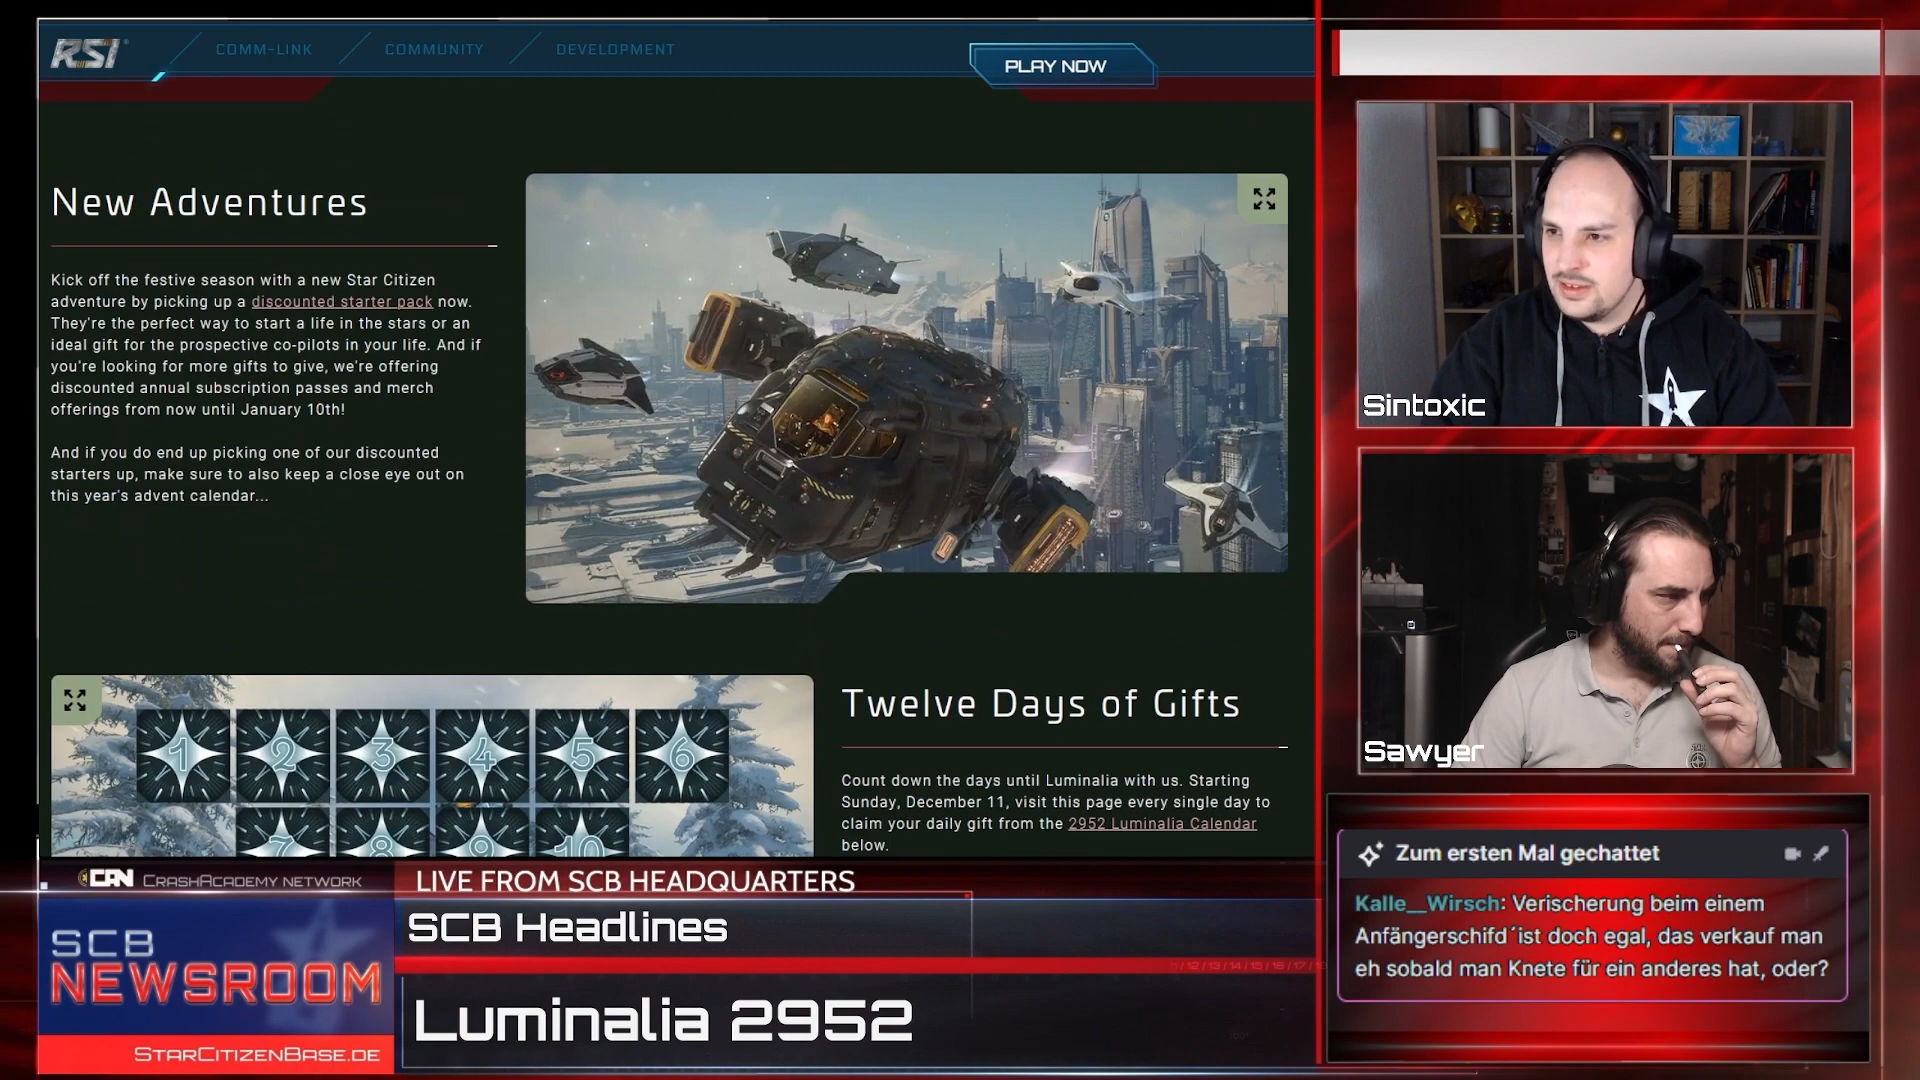 RSI
COMM-LINK
COMMUNITY
DEVELOPMENT
PLAY NOW
New Adventures
Kick off the festive season with a new Star Citizen
adventure by picking up a discounted starter pack now.
They're the perfect way to start a life in the stars or an
ideal gift for the prospective co-pilots in your life. And if
you're looking for more gifts to give, we're offering
discounted annual subscription passes and merch
offerings from now until January 10th!
And if you do end up picking one of our discounted
starters up, make sure to also keep a close eye out on
this year's advent calendar...
1 2 3 4 5 6
7 8 9 10
Twelve Days of Gifts
Count down the days until Luminalia with us. Starting
Sunday, December 11, visit this page every single day to
claim your daily gift from the 2952 Luminalia Calendar
below.
Sintoxic
Sawyer
Zum ersten Mal gechattet
Kalle__Wirsch: Verischerung beim einem
Anfängerschifd´ist doch egal, das verkauf man
eh sobald man Knete für ein anderes hat, oder?
CAN CRASHACADEMY NETWORK
LIVE FROM SCB HEADQUARTERS
SCB Headlines
SCB
NEWSROOM
Luminalia 2952
STARCITIZENBASE.DE